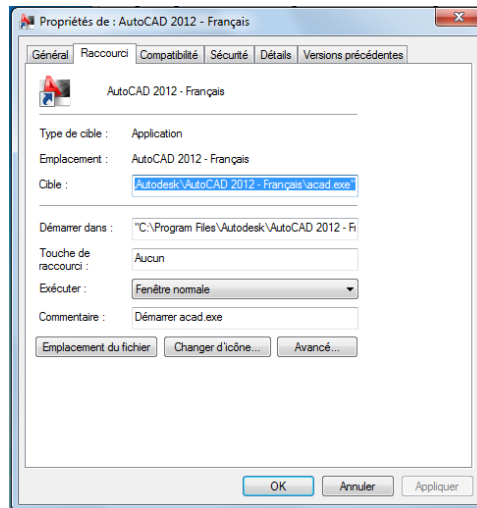 Propriétés de : AutoCAD 2012 - Français
Général Raccourci Compatibilité Sécurité Détails Versions précédentes
AutoCAD 2012 - Français
Type de cible : Application
Emplacement : AutoCAD 2012 - Français
Cible : Autodesk\AutoCAD 2012 - Français\acad.exe"
Démarrer dans : "C:\Program Files\Autodesk\AutoCAD 2012 - Fr
Touche de
raccourci : Aucun
Exécuter : Fenêtre normale
Commentaire : Démarrer acad.exe
Emplacement du fichier Changer d'icône... Avancé...
OK Annuler Appliquer